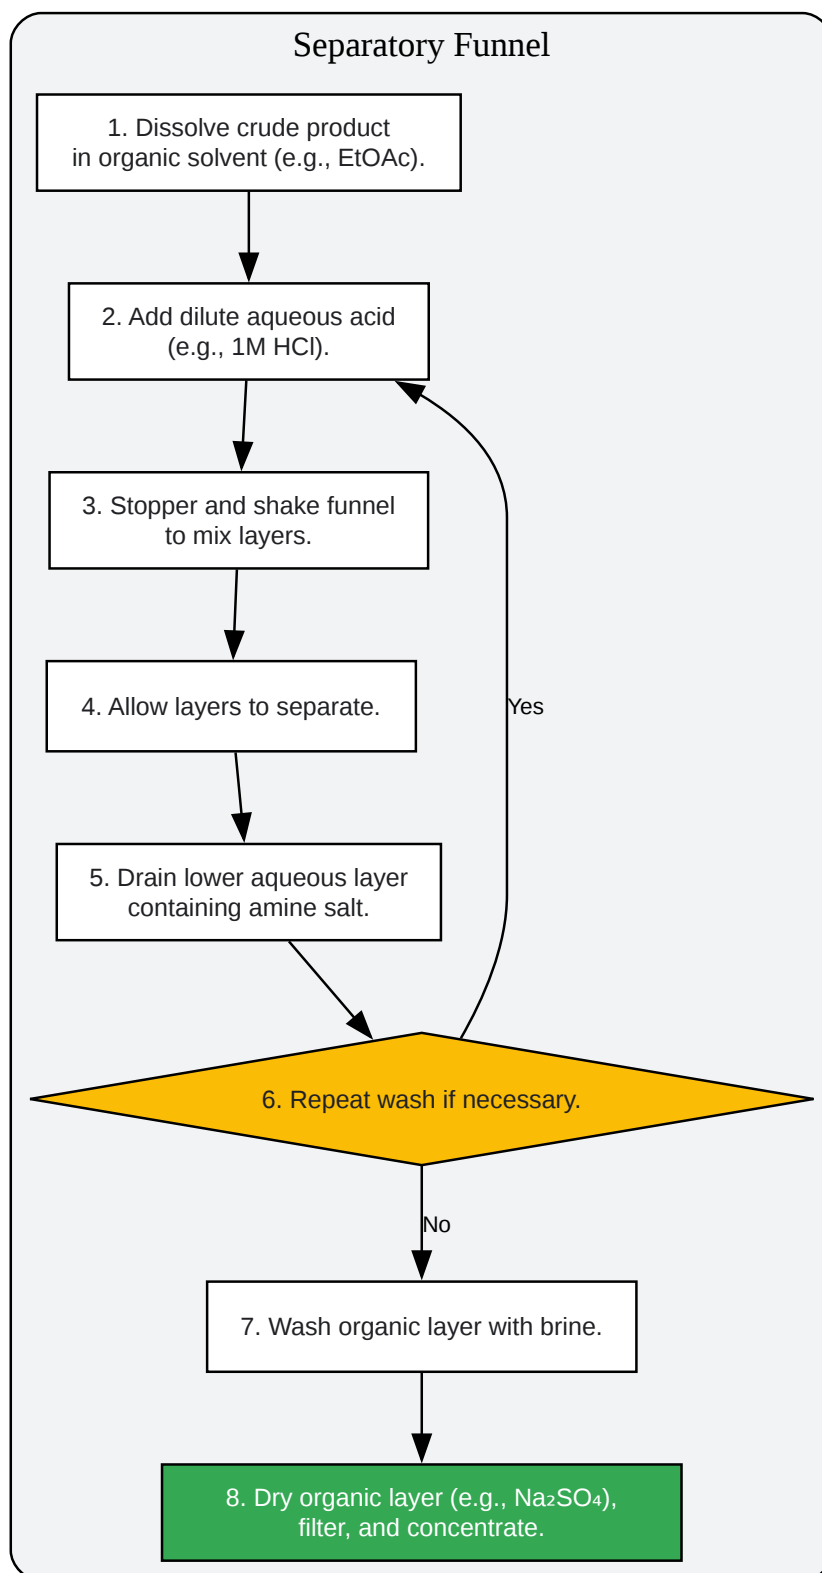 Separatory Funnel
1. Dissolve crude product
in organic solvent (e.g., EtOAc).
2. Add dilute aqueous acid
(e.g., 1M HCl).
3. Stopper and shake funnel
to mix layers.
4. Allow layers to separate.
Yes
5. Drain lower aqueous layer
containing amine salt.
6. Repeat wash if necessary.
No
7. Wash organic layer with brine.
8. Dry organic layer (e.g., Na₂SO₄),
filter, and concentrate.